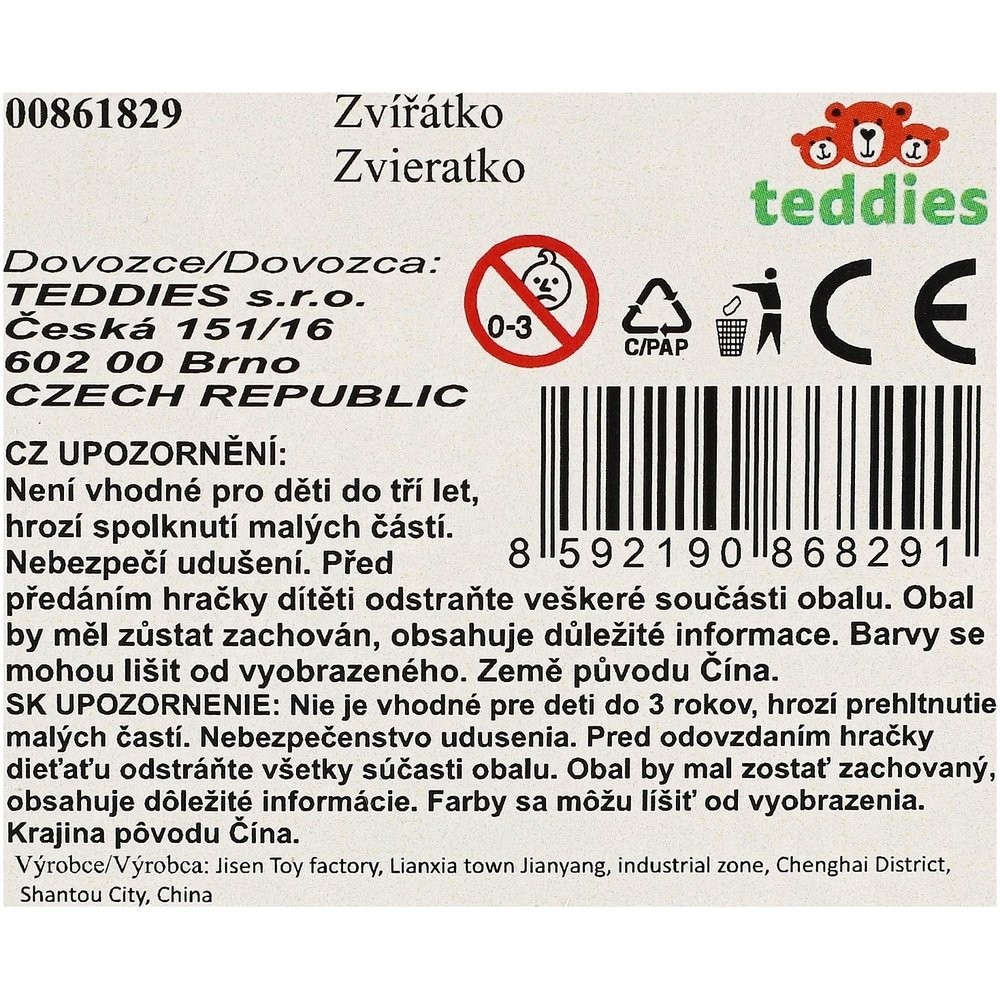 00861829
Zvířátko
Zvieratko
teddies
Dovozce/Dovozca:
TEDDIES s.r.o.
Česká 151/16
602 00 Brno
CZECH REPUBLIC
0-3
C/PAP
CE
8 592190 868291
CZ UPOZORNĚNÍ:
Není vhodné pro děti do tří let,
hrozí spolknutí malých částí.
Nebezpečí udušení. Před
předáním hračky dítěti odstraňte veškeré součásti obalu. Obal
by měl zůstat zachován, obsahuje důležité informace. Barvy se
mohou lišit od vyobrazeného. Země původu Čína.
SK UPOZORNENIE: Nie je vhodné pre deti do 3 rokov, hrozí prehltnutie
malých častí. Nebezpečenstvo udusenia. Pred odovzdaním hračky
dieťaťu odstráňte všetky súčasti obalu. Obal by mal zostať zachovaný,
obsahuje dôležité informácie. Farby sa môžu líšiť od vyobrazenia.
Krajina pôvodu Čína.
Výrobce/Výrobca: Jisen Toy factory, Lianxia town Jianyang, industrial zone, Chenghai District,
Shantou City, China